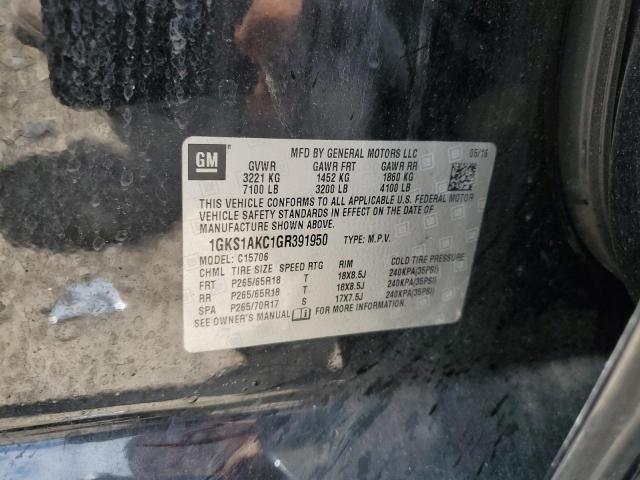 GM
MFD BY GENERAL MOTORS LLC 05/16
GVWR GAWR FRT GAWR RR
3221 KG 1452 KG 1860 KG
7100 LB 3200 LB 4100 LB
THIS VEHICLE CONFORMS TO ALL APPLICABLE U.S. FEDERAL MOTOR
VEHICLE SAFETY STANDARDS IN EFFECT ON THE DATE OF
MANUFACTURE SHOWN ABOVE.
1GKS1AKC1GR391950 TYPE: M.P.V.
MODEL: C15706
CHML TIRE SIZE SPEED RTG RIM COLD TIRE PRESSURE
FRT P265/65R18 T 18X8.5J 240KPA(35PSI)
RR P265/65R18 T 18X8.5J 240KPA(35PSI)
SPA P265/70R17 S 17X7.5J 240KPA(35PSI)
SEE OWNER'S MANUAL FOR MORE INFORMATION.